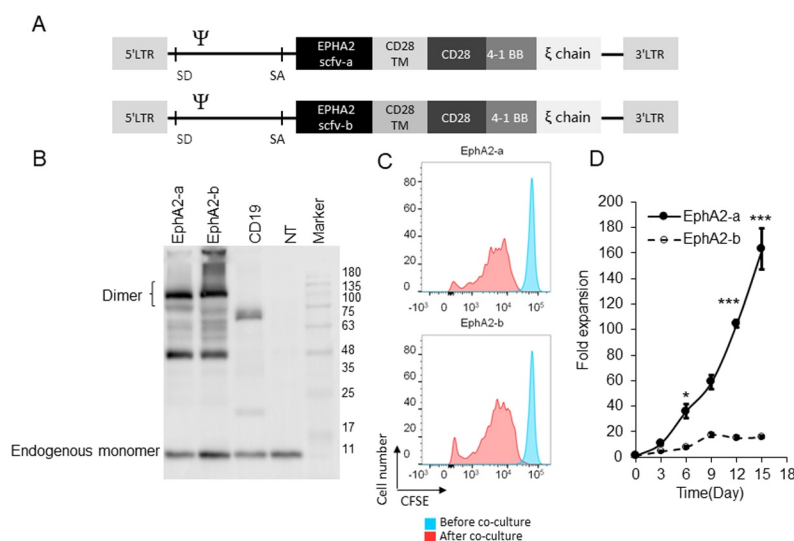 A
5'LTR
Ψ
SD
SA
EPHA2
scfv-a
CD28
TM
CD28
4-1 BB
ξ chain
3'LTR
5'LTR
Ψ
SD
SA
EPHA2
scfv-b
CD28
TM
CD28
4-1 BB
ξ chain
3'LTR
B
EphA2-a
EphA2-b
CD19
NT
Marker
Dimer
Endogenous monomer
180
135
100
75
63
48
35
25
17
11
C
EphA2-a
80
60
40
20
0
-10³ 0 10³ 10⁴ 10⁵
EphA2-b
80
60
40
20
0
-10³ 0 10³ 10⁴ 10⁵
Cell number
CFSE
Before co-culture
After co-culture
D
Fold expansion
200
180
160
140
120
100
80
60
40
20
0
EphA2-a
EphA2-b
*
***
***
0 3 6 9 12 15 18
Time(Day)